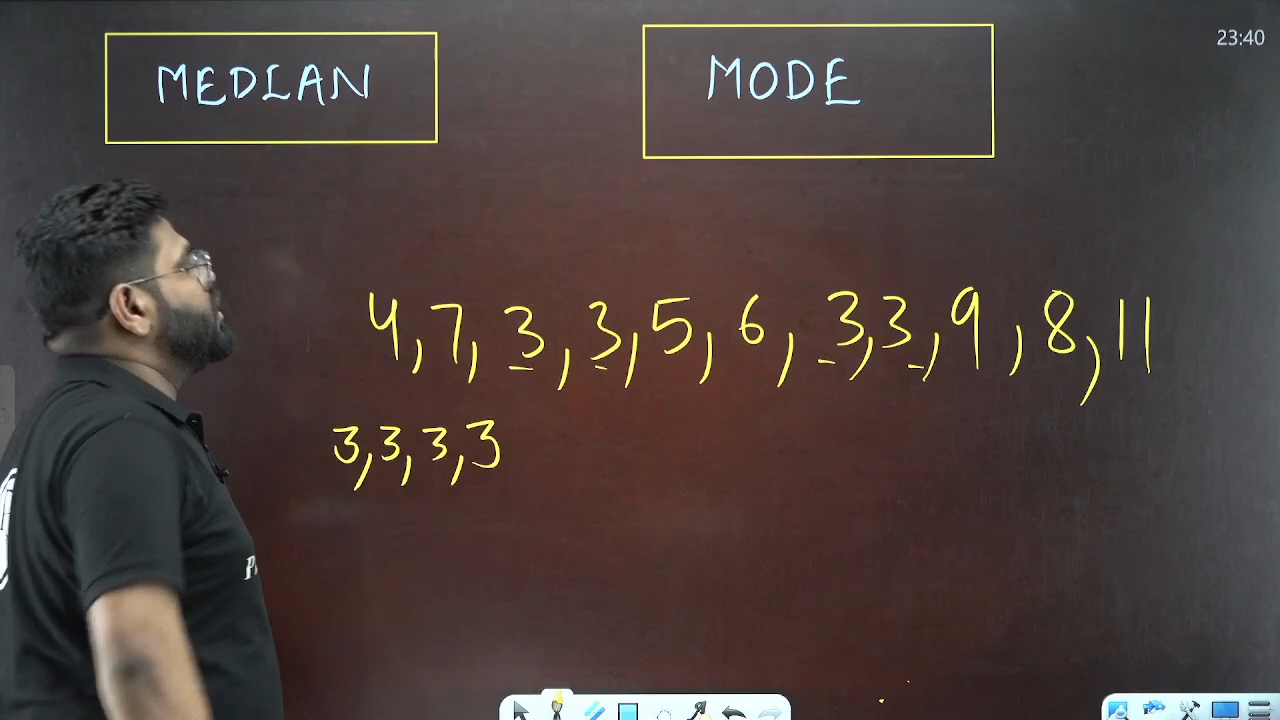 MEDIAN
MODE
23:40
4, 7, 3, 3, 5, 6, 3, 3, 9, 8, 11
3, 3, 3, 3